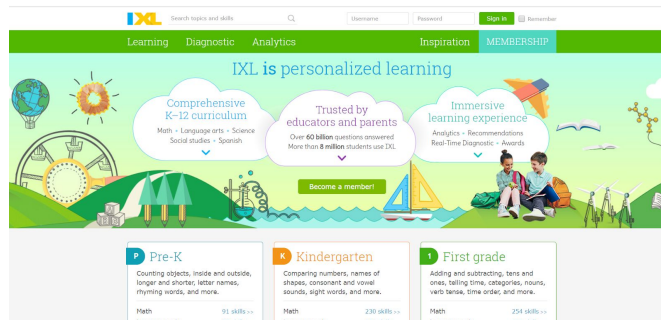 IXL Search topics and skills Username Password Sign in Remember
Learning Diagnostic Analytics Inspiration MEMBERSHIP
IXL is personalized learning
Comprehensive
K–12 curriculum
Math • Language arts • Science
Social studies • Spanish
Trusted by
educators and parents
Over 60 billion questions answered
More than 8 million students use IXL
Immersive
learning experience
Analytics • Recommendations
Real-Time Diagnostic • Awards
Become a member!
P Pre-K
Counting objects, inside and outside,
longer and shorter, letter names,
rhyming words, and more.
Math 91 skills >>
K Kindergarten
Comparing numbers, names of
shapes, consonant and vowel
sounds, sight words, and more.
Math 230 skills >>
1 First grade
Adding and subtracting, tens and
ones, telling time, categories, nouns,
verb tense, time order, and more.
Math 254 skills >>